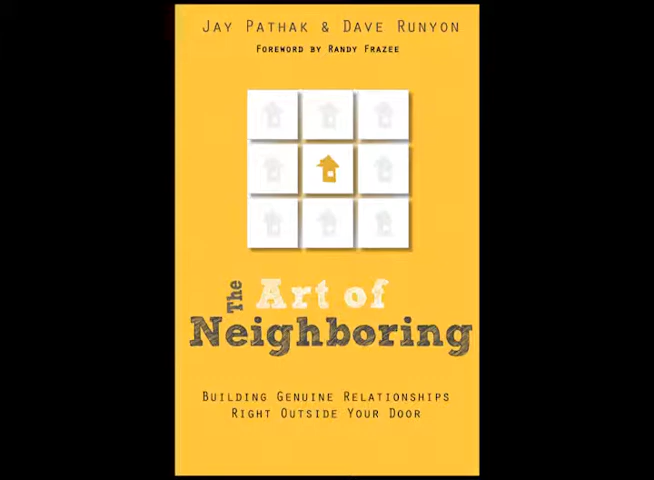 Jay Pathak & Dave Runyon
Foreword by Randy Frazee
The Art of
Neighboring
Building Genuine Relationships
Right Outside Your Door